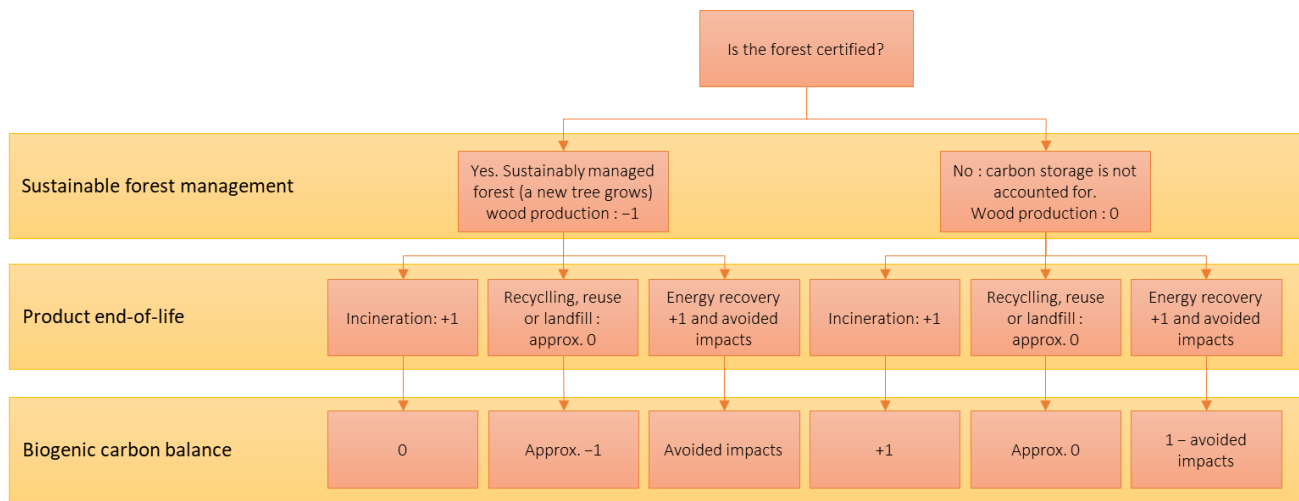 Is the forest certified?
Sustainable forest management
Yes. Sustainably managed
forest (a new tree grows)
wood production : −1
No : carbon storage is not
accounted for.
Wood production : 0
Product end-of-life
Incineration: +1
Recyclling, reuse
or landfill :
approx. 0
Energy recovery
+1 and avoided
impacts
Incineration: +1
Recyclling, reuse
or landfill :
approx. 0
Energy recovery
+1 and avoided
impacts
Biogenic carbon balance
0
Approx. −1
Avoided impacts
+1
Approx. 0
1 − avoided
impacts